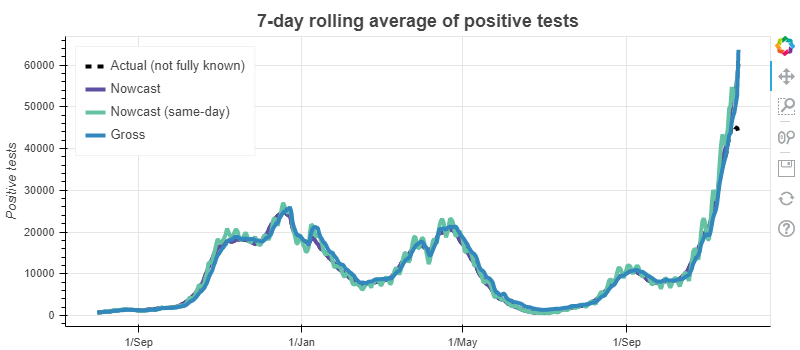 7-day rolling average of positive tests
Actual (not fully known)
Nowcast
Nowcast (same-day)
Gross
Positive tests
60000
50000
40000
30000
20000
10000
0
1/Sep
1/Jan
1/May
1/Sep